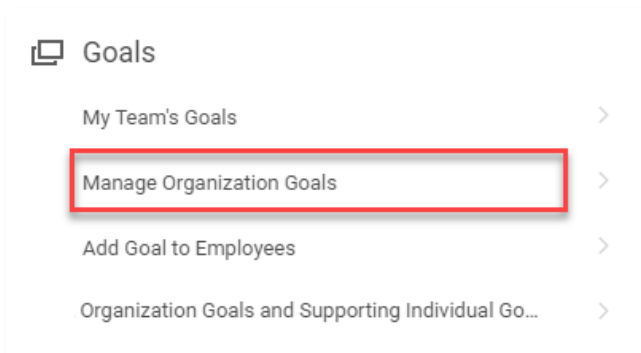 Goals
My Team's Goals
Manage Organization Goals
Add Goal to Employees
Organization Goals and Supporting Individual Go...